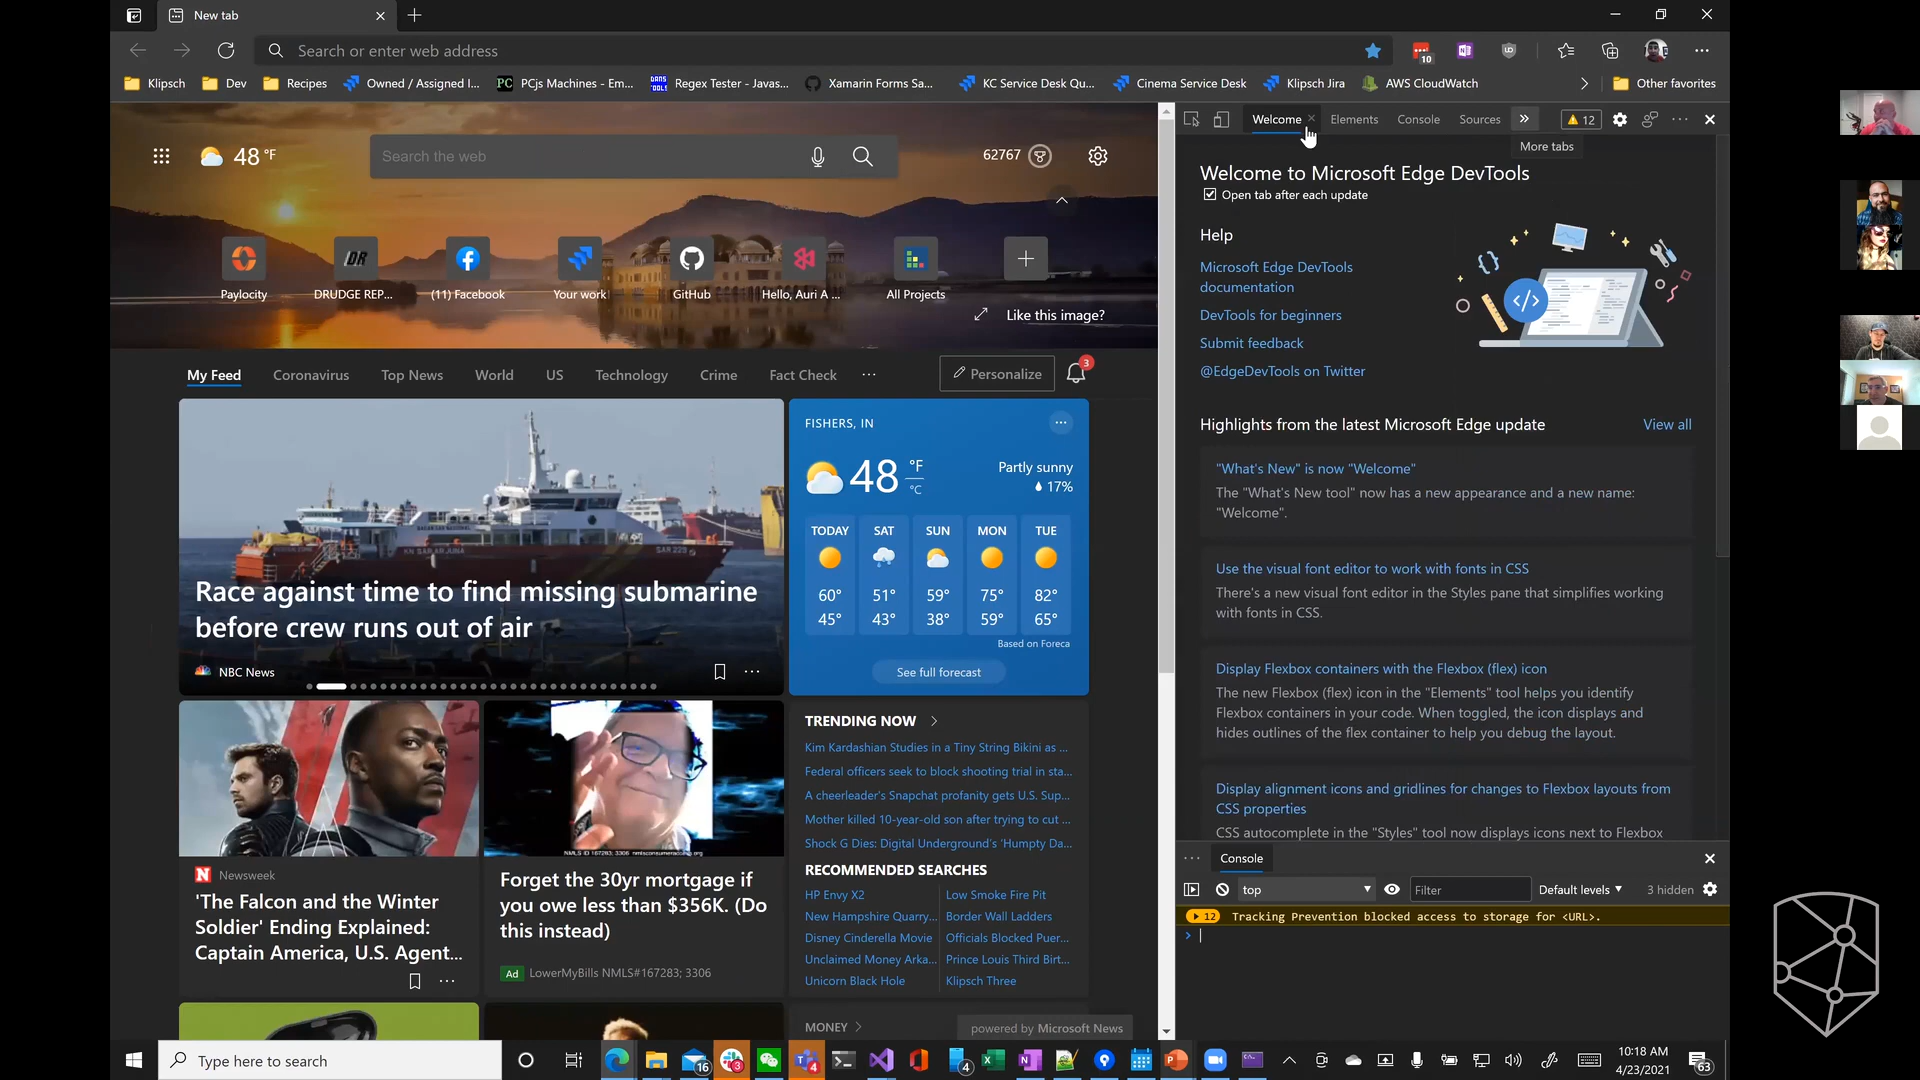 New tab
Search or enter web address
10
Klipsch
Dev
Recipes
Owned / Assigned I...
PC
PCjs Machines - Em...
Regex Tester - Javas...
Xamarin Forms Sa...
KC Service Desk Qu...
Cinema Service Desk
Klipsch Jira
AWS CloudWatch
Other favorites
48 °F
Search the web
62767
Paylocity
DR
DRUDGE REP...
(11) Facebook
Your work
GitHub
Hello, Auri A ...
All Projects
Like this image?
My Feed
Coronavirus
Top News
World
US
Technology
Crime
Fact Check
Personalize
3
KN SAR ARJUNA
SAR 229
Race against time to find missing submarine
before crew runs out of air
NBC News
FISHERS, IN
48 °F
°C
Partly sunny
17%
TODAY SAT SUN MON TUE
60° 51° 59° 75° 82°
45° 43° 38° 59° 65°
Based on Foreca
See full forecast
Newsweek
'The Falcon and the Winter
Soldier' Ending Explained:
Captain America, U.S. Agent...
Forget the 30yr mortgage if
you owe less than $356K. (Do
this instead)
Ad LowerMyBills NMLS#167283; 3306
TRENDING NOW
Kim Kardashian Studies in a Tiny String Bikini as ...
Federal officers seek to block shooting trial in sta...
A cheerleader's Snapchat profanity gets U.S. Sup...
Mother killed 10-year-old son after trying to cut ...
Shock G Dies: Digital Underground's 'Humpty Da...
RECOMMENDED SEARCHES
HP Envy X2
Low Smoke Fire Pit
New Hampshire Quarry...
Border Wall Ladders
Disney Cinderella Movie
Officials Blocked Puer...
Unclaimed Money Arka...
Prince Louis Third Birt...
Unicorn Black Hole
Klipsch Three
MONEY
powered by Microsoft News
Welcome
Elements
Console
Sources
12
More tabs
Welcome to Microsoft Edge DevTools
Open tab after each update
Help
Microsoft Edge DevTools
documentation
DevTools for beginners
Submit feedback
@EdgeDevTools on Twitter
Highlights from the latest Microsoft Edge update
View all
"What's New" is now "Welcome"
The "What's New tool" now has a new appearance and a new name:
"Welcome".
Use the visual font editor to work with fonts in CSS
There's a new visual font editor in the Styles pane that simplifies working
with fonts in CSS.
Display Flexbox containers with the Flexbox (flex) icon
The new Flexbox (flex) icon in the "Elements" tool helps you identify
Flexbox containers in your code. When toggled, the icon displays and
hides outlines of the flex container to help you debug the layout.
Display alignment icons and gridlines for changes to Flexbox layouts from
CSS properties
CSS autocomplete in the "Styles" tool now displays icons next to Flexbox
Console
top
Filter
Default levels
3 hidden
12 Tracking Prevention blocked access to storage for <URL>.
Type here to search
16
3
4
4
10:18 AM
4/23/2021
63